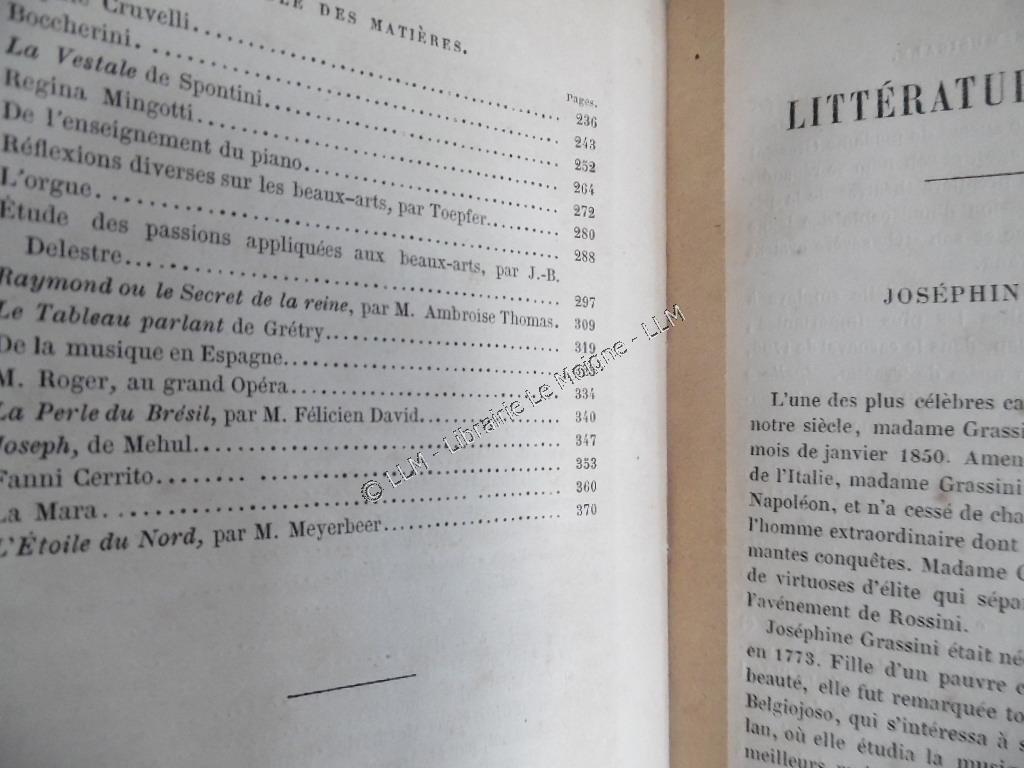 DES MATIÈRES.
Pages.
Cruvelli. 236
Boccherini. 243
La Vestale de Spontini. 252
Regina Mingotti. 264
De l'enseignement du piano. 272
Réflexions diverses sur les beaux-arts, par Toepfer. 280
L'orgue. 288
Étude des passions appliquées aux beaux-arts, par J.-B.
Delestre. 297
Raymond ou le Secret de la reine, par M. Ambroise Thomas. 309
Le Tableau parlant de Grétry. 319
De la musique en Espagne.
M. Roger, au grand Opéra. 334
La Perle du Brésil, par M. Félicien David. 340
Joseph, de Mehul. 347
Fanni Cerrito. 353
La Mara. 360
L'Étoile du Nord, par M. Meyerbeer 370
© LLM - Librairie Le Moigne - LLM
LITTÉRATU
JOSÉPHIN
L'une des plus célèbres ca
notre siècle, madame Grassini
mois de janvier 1850. Amen
de l'Italie, madame Grassini
Napoléon, et n'a cessé de cha
l'homme extraordinaire dont
mantes conquêtes. Madame G
de virtuoses d'élite qui sépa
l'avénement de Rossini.
Joséphine Grassini était né
en 1773. Fille d'un pauvre
beauté, elle fut remarquée to
Belgiojoso, qui s'intéressa à s
lan, où elle étudia la musiq
meilleurs